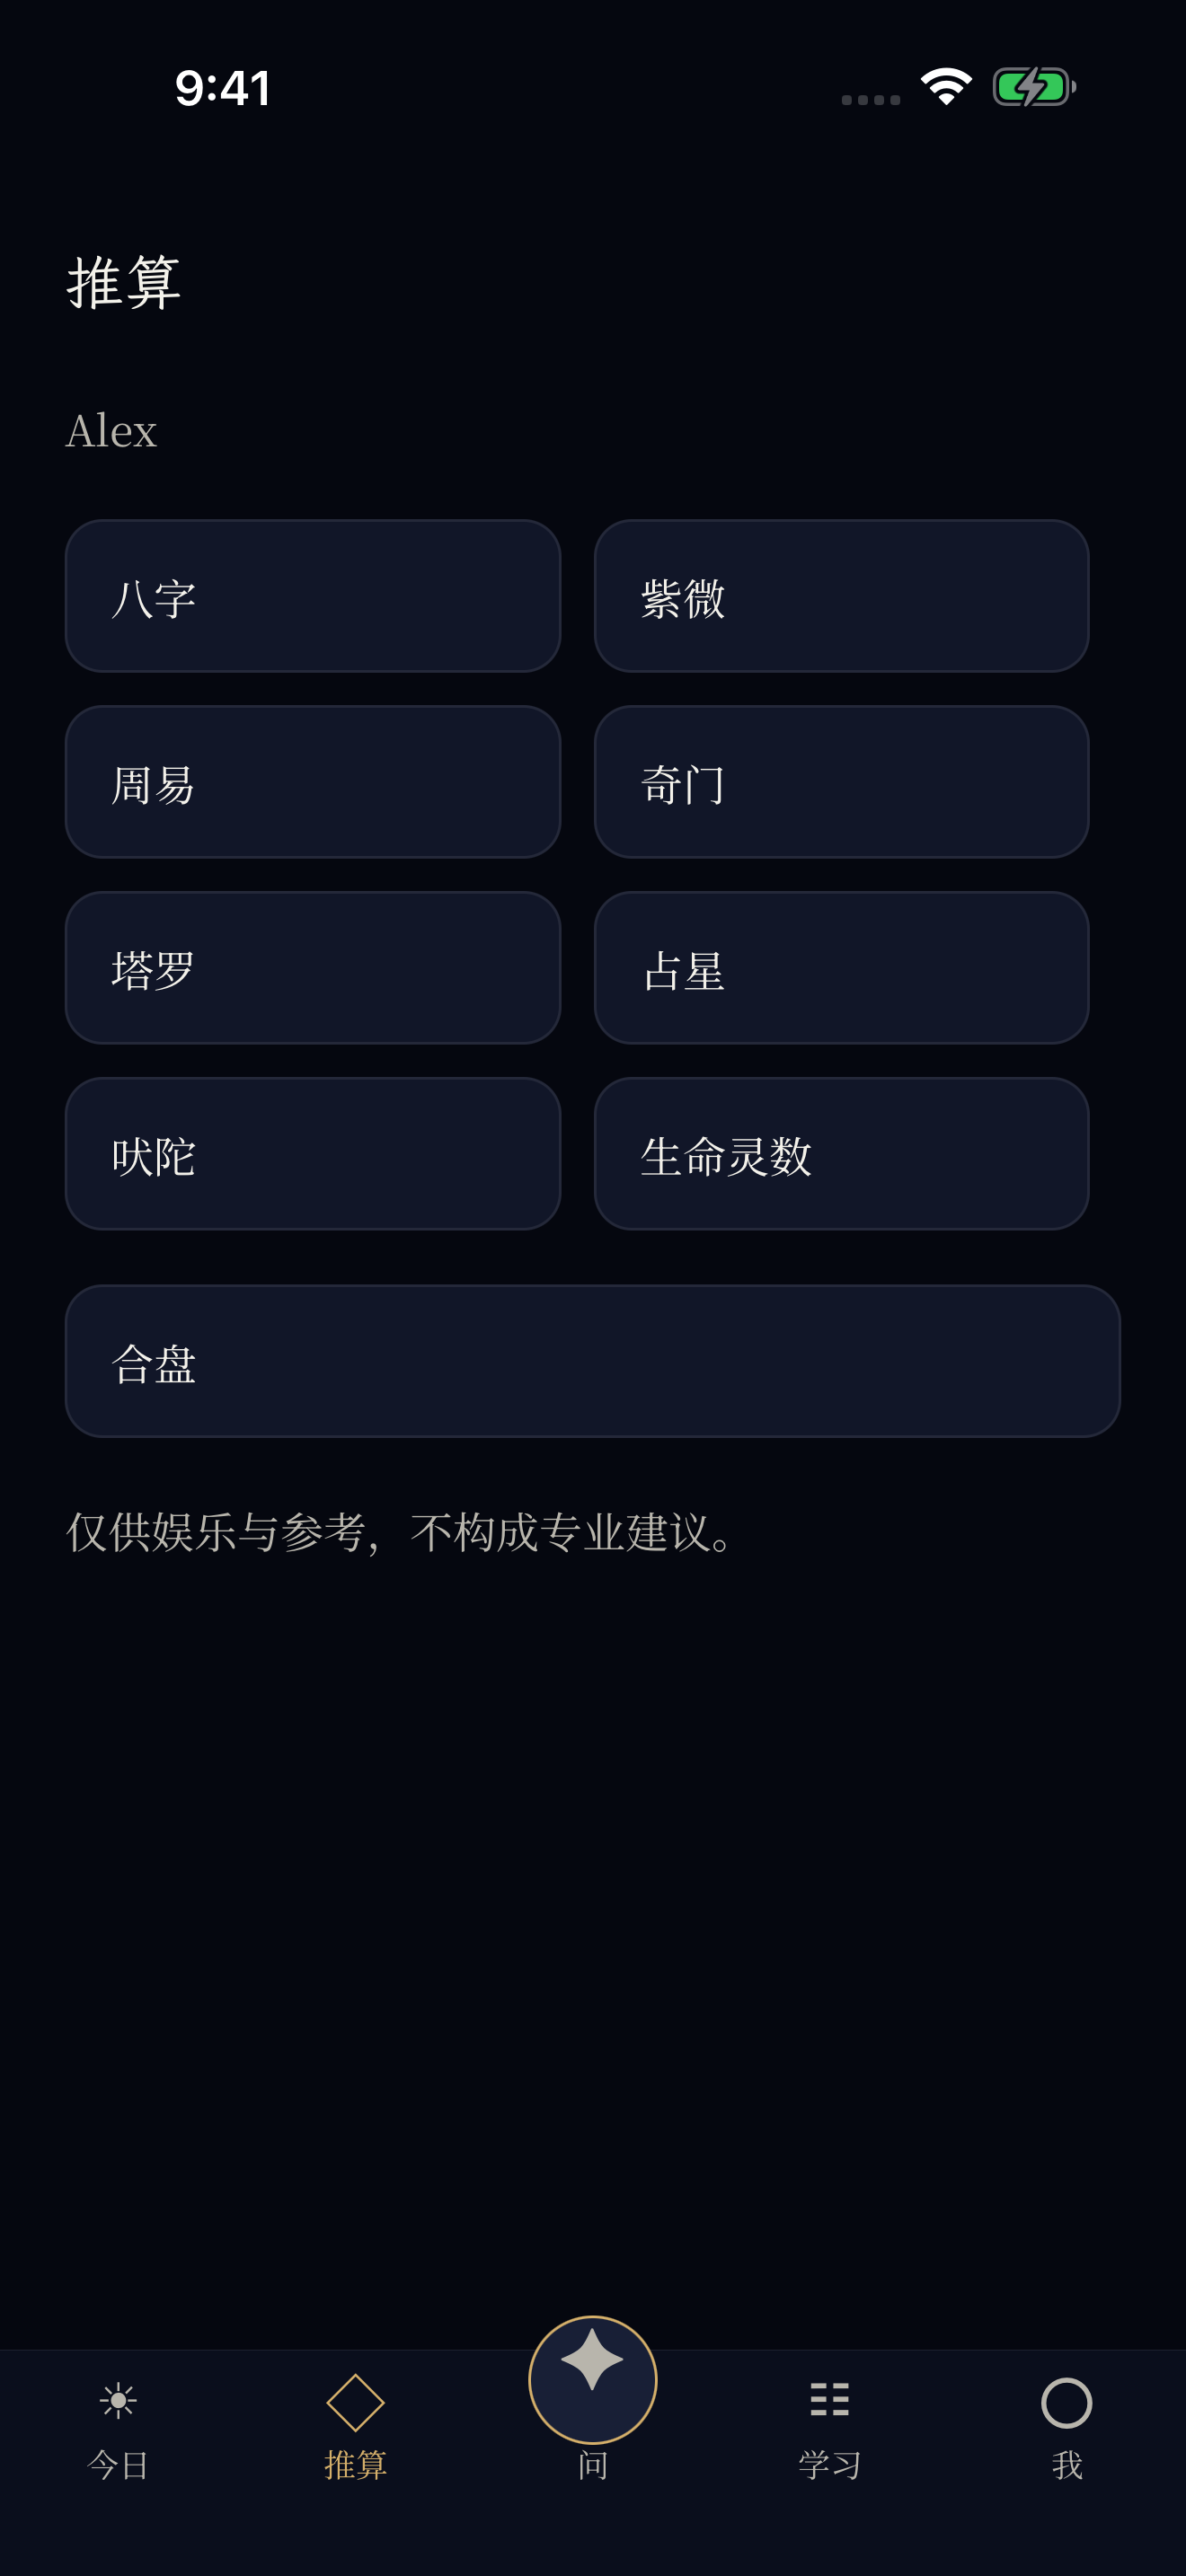 9:41
推算
Alex
八字
紫微
周易
奇门
塔罗
占星
吠陀
生命灵数
合盘
仅供娱乐与参考，不构成专业建议。
今日
推算
问
学习
我